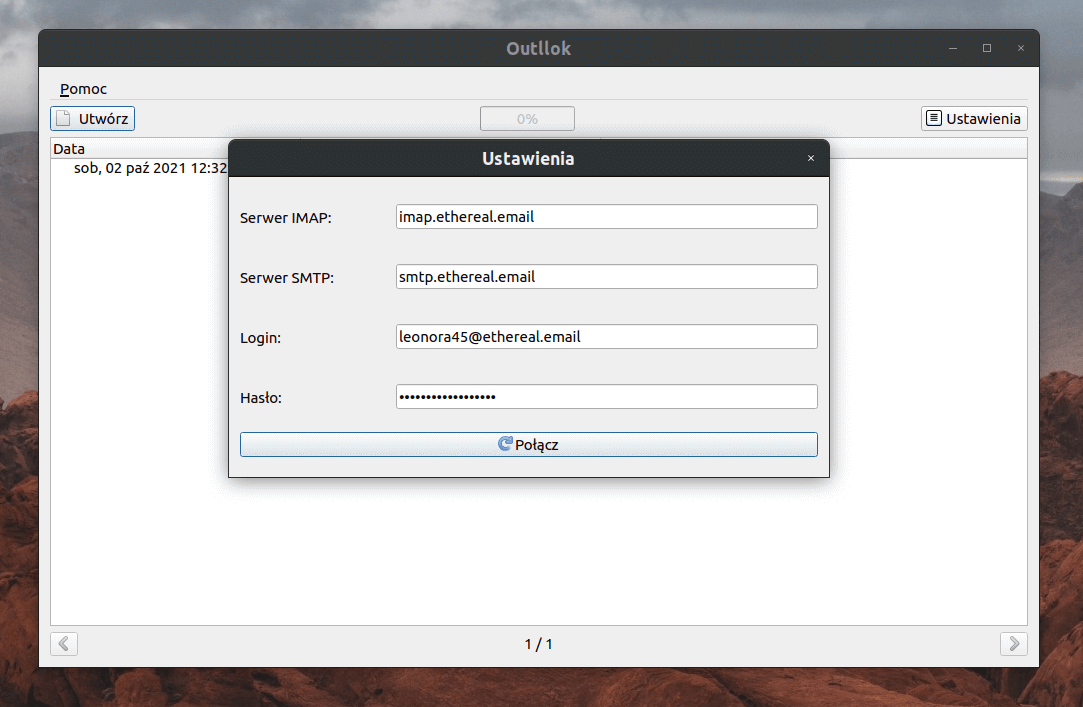 Outllok
Pomoc
Utwórz
0%
Ustawienia
Data
sob, 02 paź 2021 12:32
Ustawienia
Serwer IMAP:
imap.ethereal.email
Serwer SMTP:
smtp.ethereal.email
Login:
leonora45@ethereal.email
Hasło:
••••••••••••••••••
Połącz
1 / 1